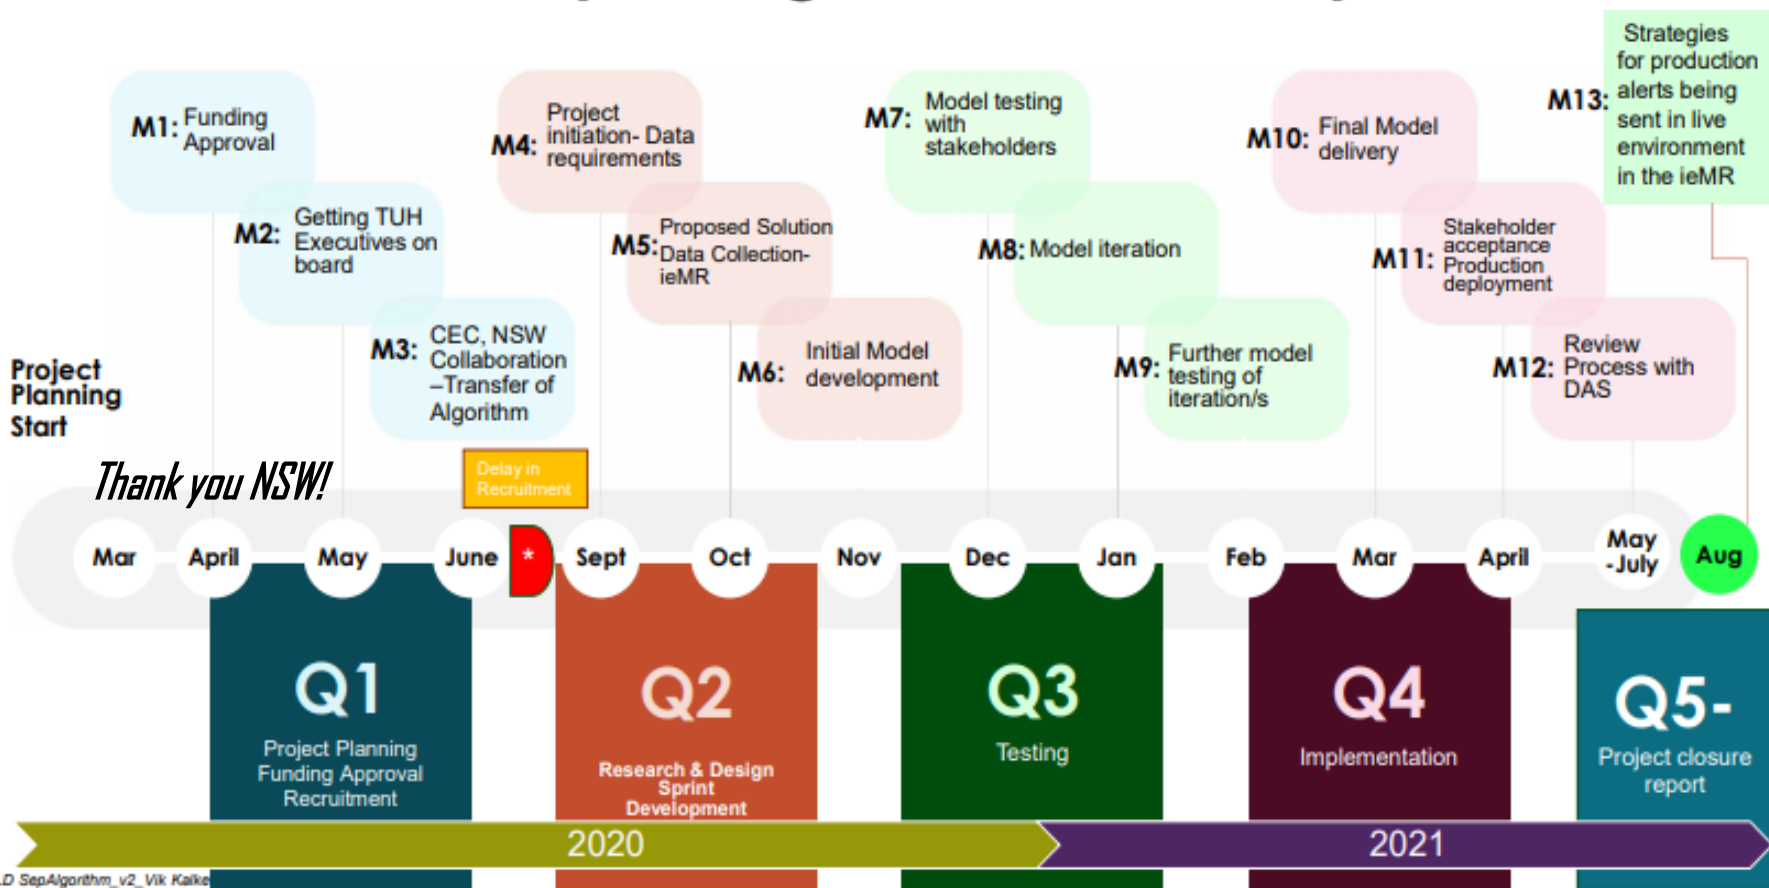 M1: Funding
Approval
M2: Getting TUH
Executives on
board
M3: CEC, NSW
Collaboration
–Transfer of
Algorithm
M4: Project
initiation- Data
requirements
M5: Proposed Solution
Data Collection-
ieMR
M6: Initial Model
development
M7: Model testing
with
stakeholders
M8: Model iteration
M9: Further model
testing of
iteration/s
M10: Final Model
delivery
M11: Stakeholder
acceptance
Production
deployment
M12: Review
Process with
DAS
M13: Strategies
for production
alerts being
sent in live
environment
in the ieMR
Project
Planning
Start
Thank you NSW!
Delay in
Recruitment
Mar April May June * Sept Oct Nov Dec Jan Feb Mar April May
-July Aug
Q1
Project Planning
Funding Approval
Recruitment
Q2
Research & Design
Sprint
Development
Q3
Testing
Q4
Implementation
Q5-
Project closure
report
2020
2021
SepAlgorithm_v2_Vik Kalke